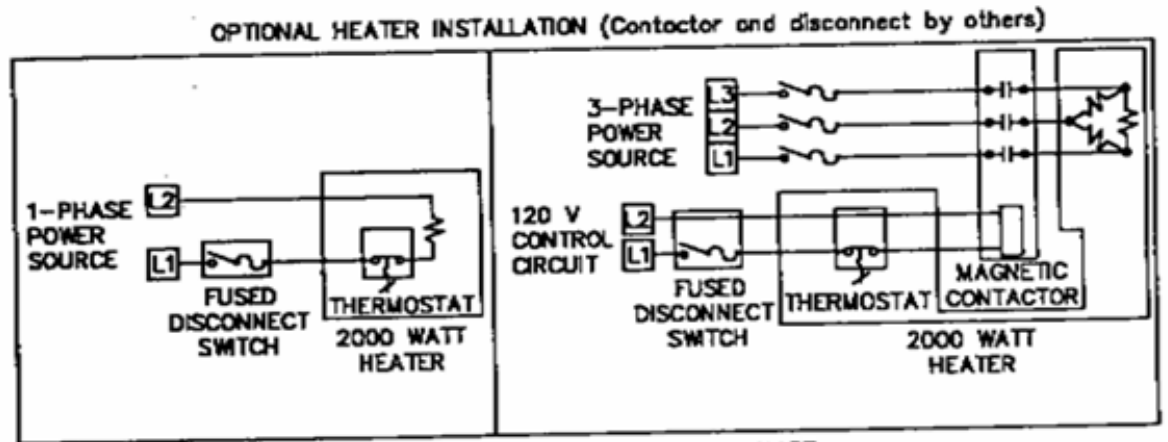 OPTIONAL HEATER INSTALLATION (Contactor and disconnect by others)
1-PHASE
POWER
SOURCE
L2
L1
FUSED
DISCONNECT
SWITCH
THERMOSTAT
2000 WATT
HEATER
3-PHASE
POWER
SOURCE
L3
L2
L1
120 V
CONTROL
CIRCUIT
L2
L1
FUSED
DISCONNECT
SWITCH
THERMOSTAT
MAGNETIC
CONTACTOR
2000 WATT
HEATER